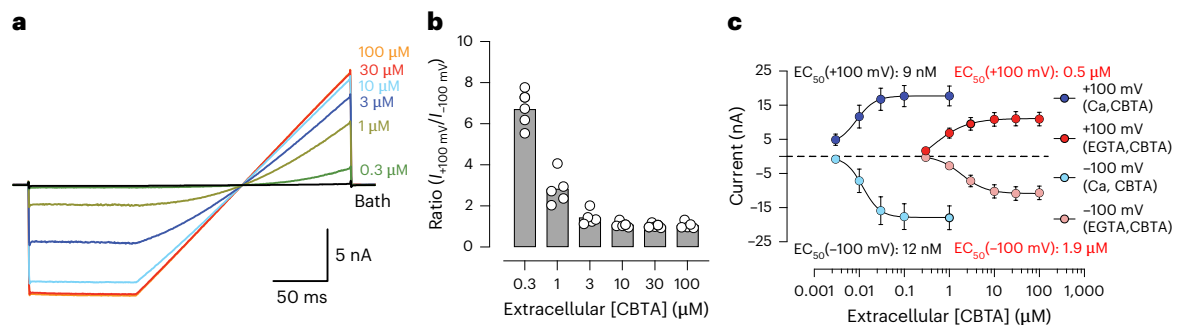 a
100 µM
30 µM
10 µM
3 µM
1 µM
0.3 µM
Bath
5 nA
50 ms
b
Ratio (I+100 mV/I−100 mV)
10
8
6
4
2
0
0.3 1 3 10 30 100
Extracellular [CBTA] (µM)
c
Current (nA)
25
15
5
−5
−15
−25
EC50(+100 mV): 9 nM EC50(+100 mV): 0.5 µM
EC50(−100 mV): 12 nM EC50(−100 mV): 1.9 µM
+100 mV
(Ca,CBTA)
+100 mV
(EGTA,CBTA)
−100 mV
(Ca, CBTA)
−100 mV
(EGTA,CBTA)
0.001 0.01 0.1 1 10 100 1,000
Extracellular [CBTA] (µM)